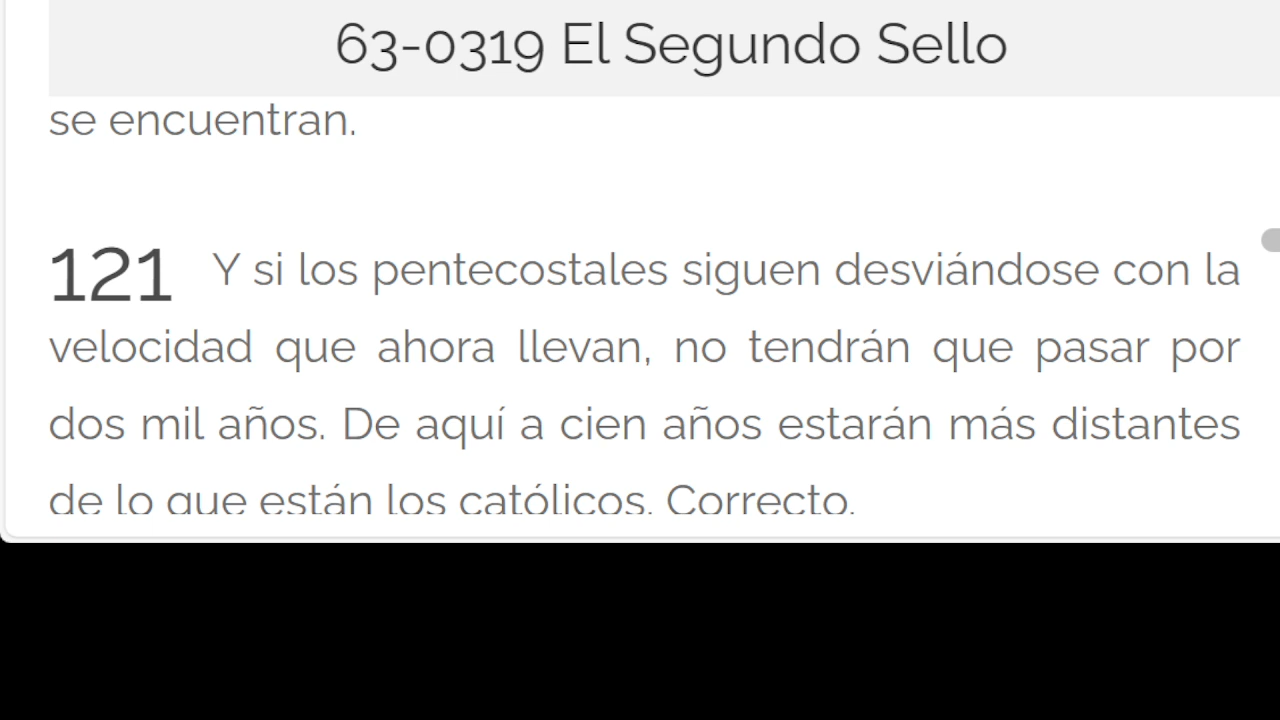 63-0319 El Segundo Sello
se encuentran.
121 Y si los pentecostales siguen desviándose con la
velocidad que ahora llevan, no tendrán que pasar por
dos mil años. De aquí a cien años estarán más distantes
de lo que están los católicos. Correcto.